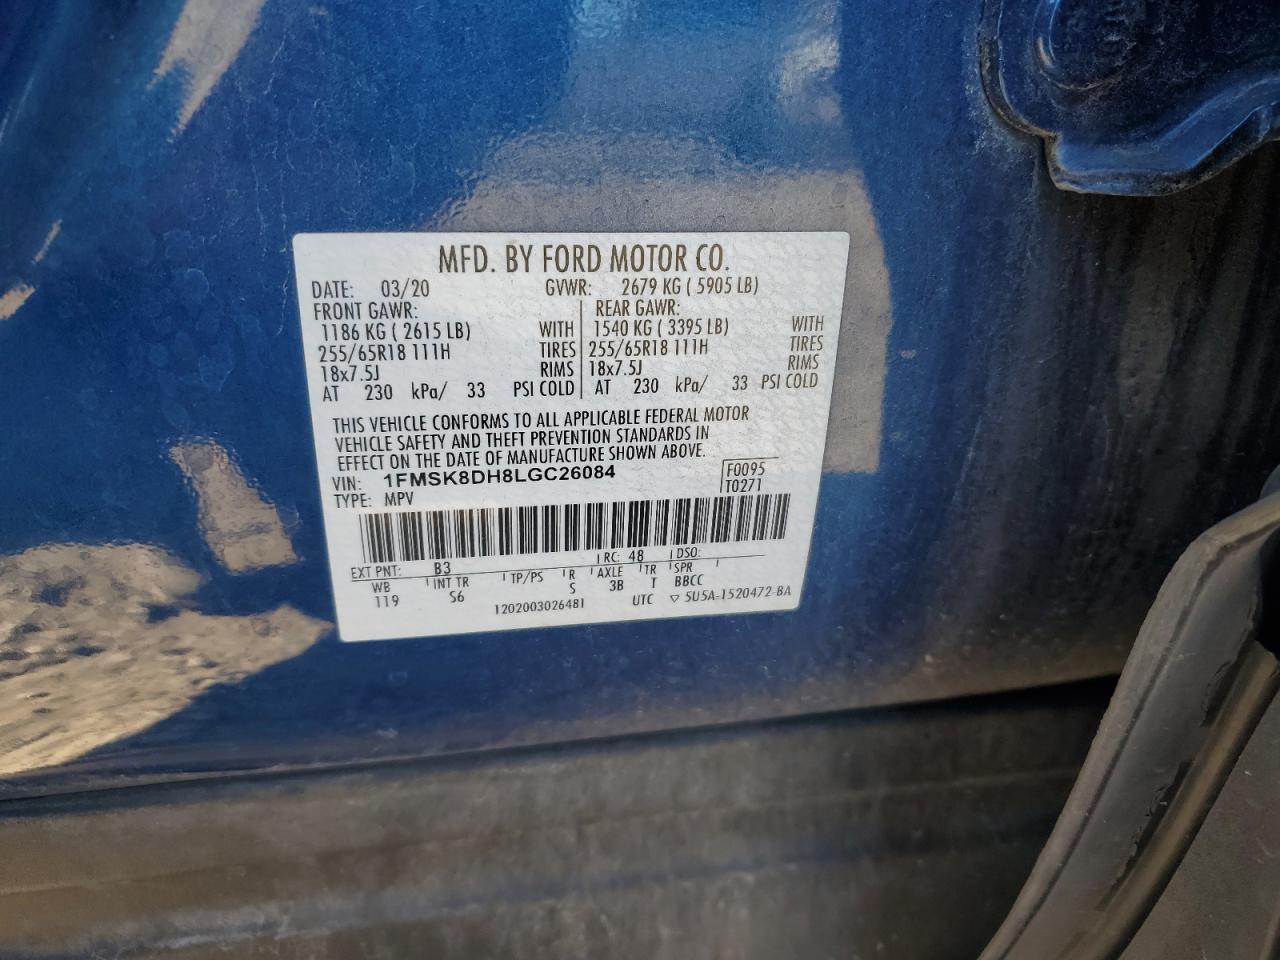 MFD. BY FORD MOTOR CO.
DATE: 03/20 GVWR: 2679 KG ( 5905 LB)
FRONT GAWR: REAR GAWR:
1186 KG ( 2615 LB) WITH 1540 KG ( 3395 LB) WITH
255/65R18 111H TIRES 255/65R18 111H TIRES
18x7.5J RIMS 18x7.5J RIMS
AT 230 kPa/ 33 PSI COLD AT 230 kPa/ 33 PSI COLD
THIS VEHICLE CONFORMS TO ALL APPLICABLE FEDERAL MOTOR
VEHICLE SAFETY AND THEFT PREVENTION STANDARDS IN
EFFECT ON THE DATE OF MANUFACTURE SHOWN ABOVE.
VIN: 1FMSK8DH8LGC26084 F0095
TYPE: MPV T0271
EXT PNT: B3 RC: 48 DSO:
WB INT TR TP/PS R AXLE TR SPR
119 S6 S 3B T BBCC
1202003026481 UTC ▽ 5U5A-1520472-BA